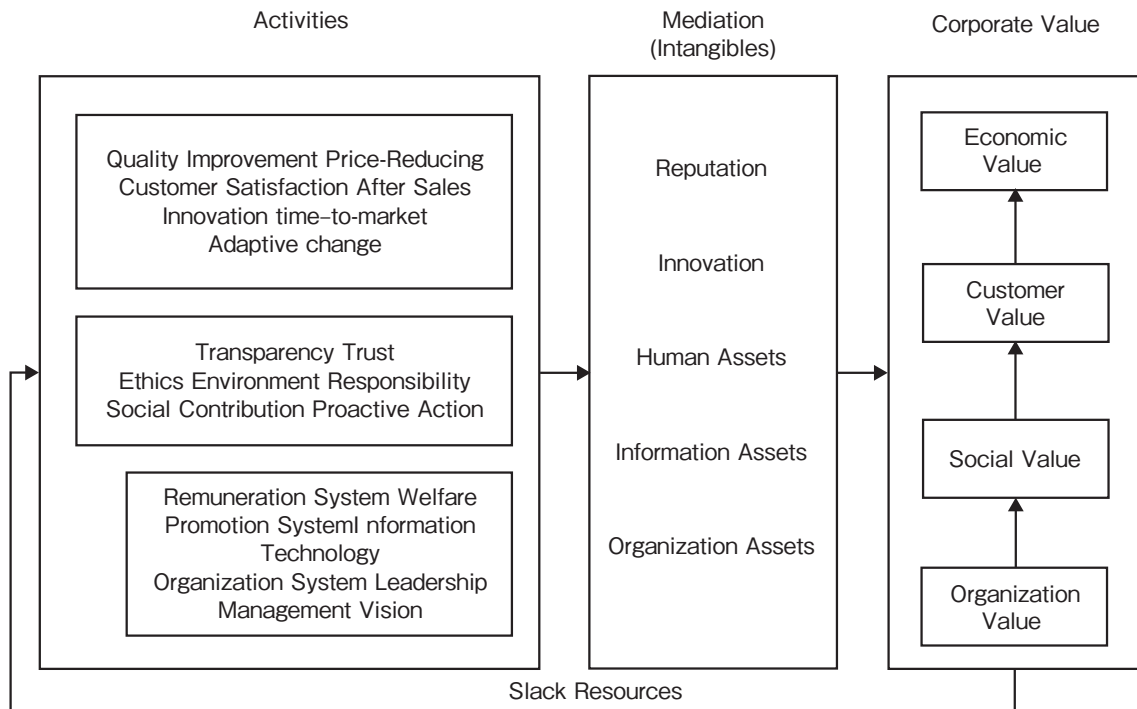 Activities
Mediation
(Intangibles)
Corporate Value
Quality Improvement Price-Reducing
Customer Satisfaction After Sales
Innovation time–to-market
Adaptive change
Transparency Trust
Ethics Environment Responsibility
Social Contribution Proactive Action
Remuneration System Welfare
Promotion SystemI nformation
Technology
Organization System Leadership
Management Vision
Reputation
Innovation
Human Assets
Information Assets
Organization Assets
Economic
Value
Customer
Value
Social Value
Organization
Value
Slack Resources